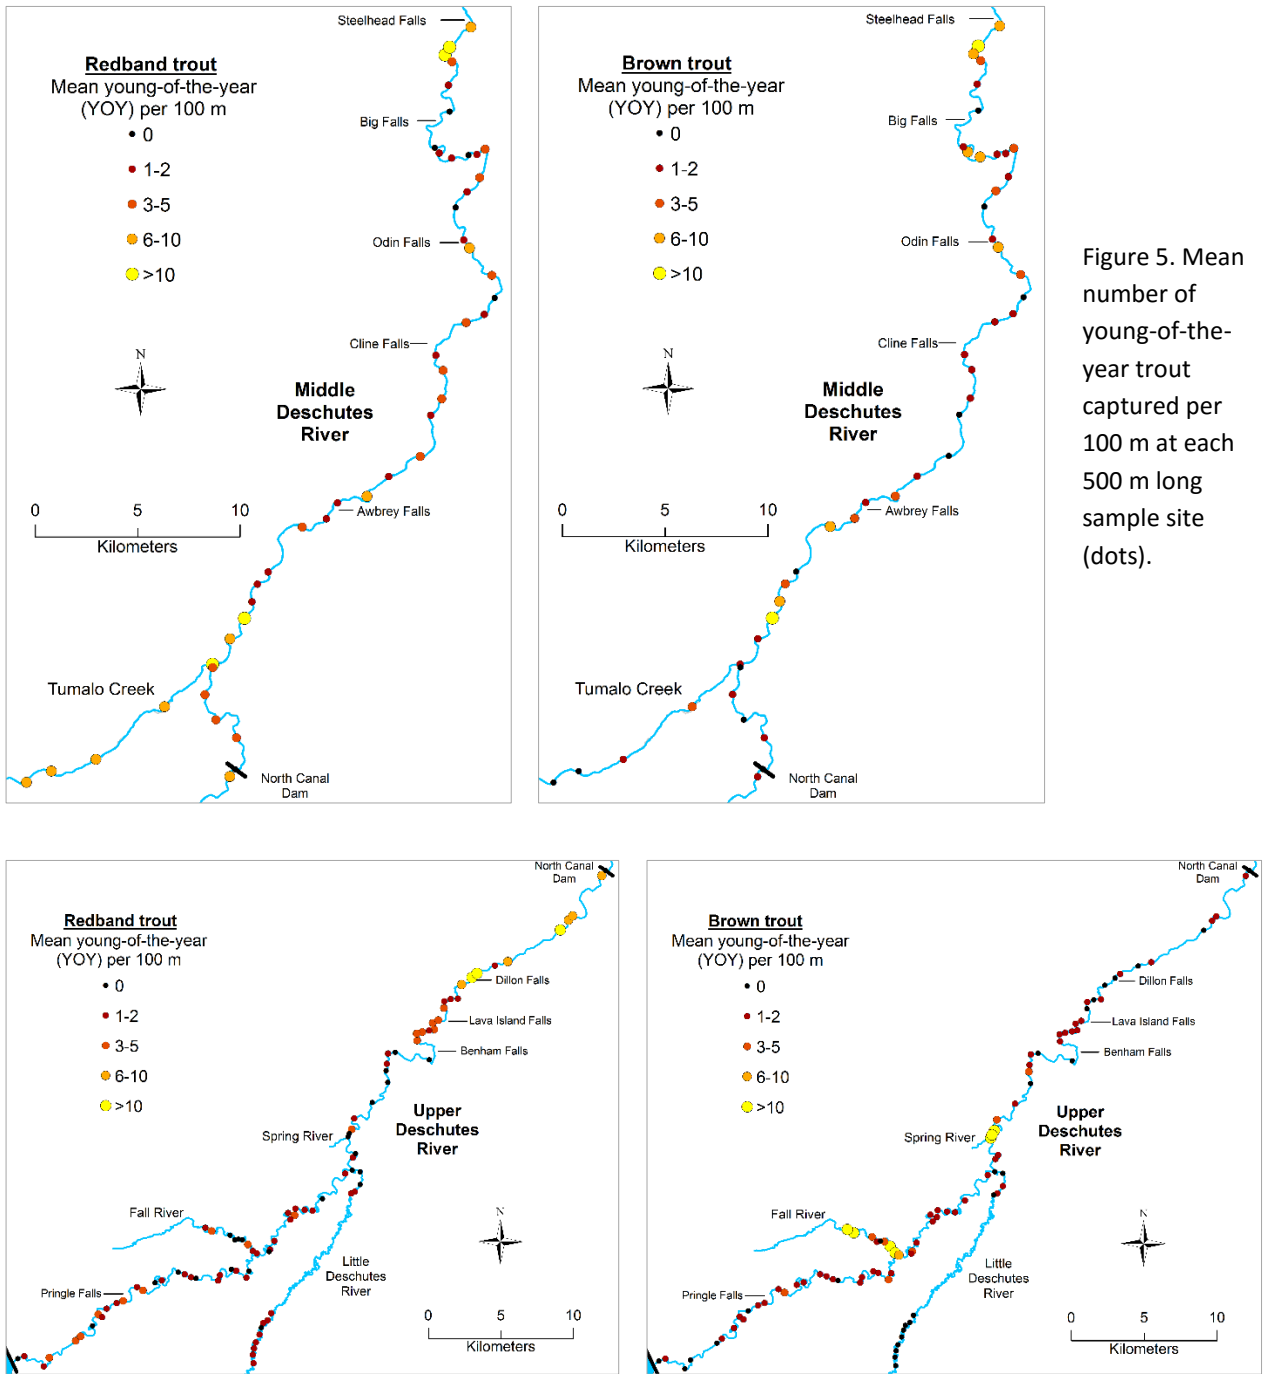 Steelhead Falls
Redband trout
Mean young-of-the-year
(YOY) per 100 m
0
1-2
3-5
6-10
>10
Big Falls
Odin Falls
Cline Falls
N
Middle
Deschutes
River
0 5 10
Kilometers
Awbrey Falls
Tumalo Creek
North Canal
Dam
Steelhead Falls
Brown trout
Mean young-of-the-year
(YOY) per 100 m
0
1-2
3-5
6-10
>10
Big Falls
Odin Falls
Cline Falls
N
Middle
Deschutes
River
0 5 10
Kilometers
Awbrey Falls
Tumalo Creek
North Canal
Dam
Figure 5. Mean
number of
young-of-the-
year trout
captured per
100 m at each
500 m long
sample site
(dots).
North Canal
Dam
Redband trout
Mean young-of-the-year
(YOY) per 100 m
0
1-2
3-5
6-10
>10
Dillon Falls
Lava Island Falls
Benham Falls
Upper
Deschutes
River
Spring River
Fall River
N
Little
Deschutes
River
Pringle Falls
0 5 10
Kilometers
North Canal
Dam
Brown trout
Mean young-of-the-year
(YOY) per 100 m
0
1-2
3-5
6-10
>10
Dillon Falls
Lava Island Falls
Benham Falls
Upper
Deschutes
River
Spring River
Fall River
N
Little
Deschutes
River
Pringle Falls
0 5 10
Kilometers